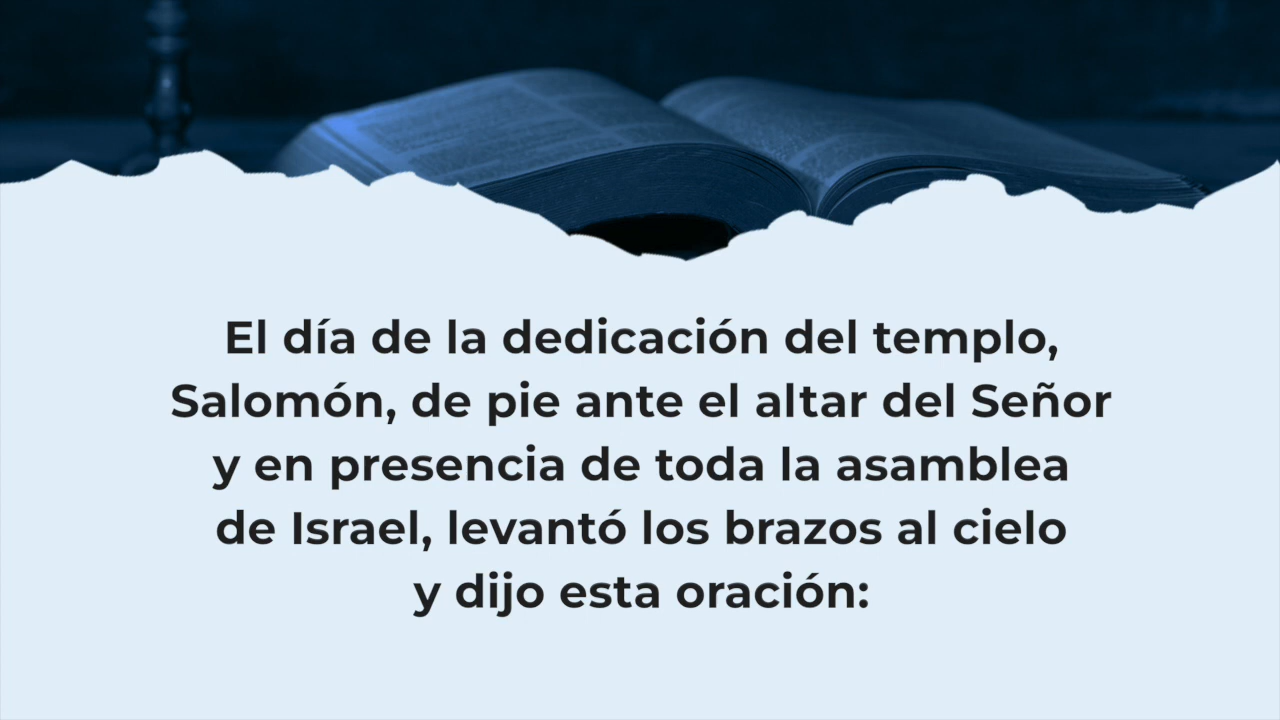 El día de la dedicación del templo,
Salomón, de pie ante el altar del Señor
y en presencia de toda la asamblea
de Israel, levantó los brazos al cielo
y dijo esta oración: